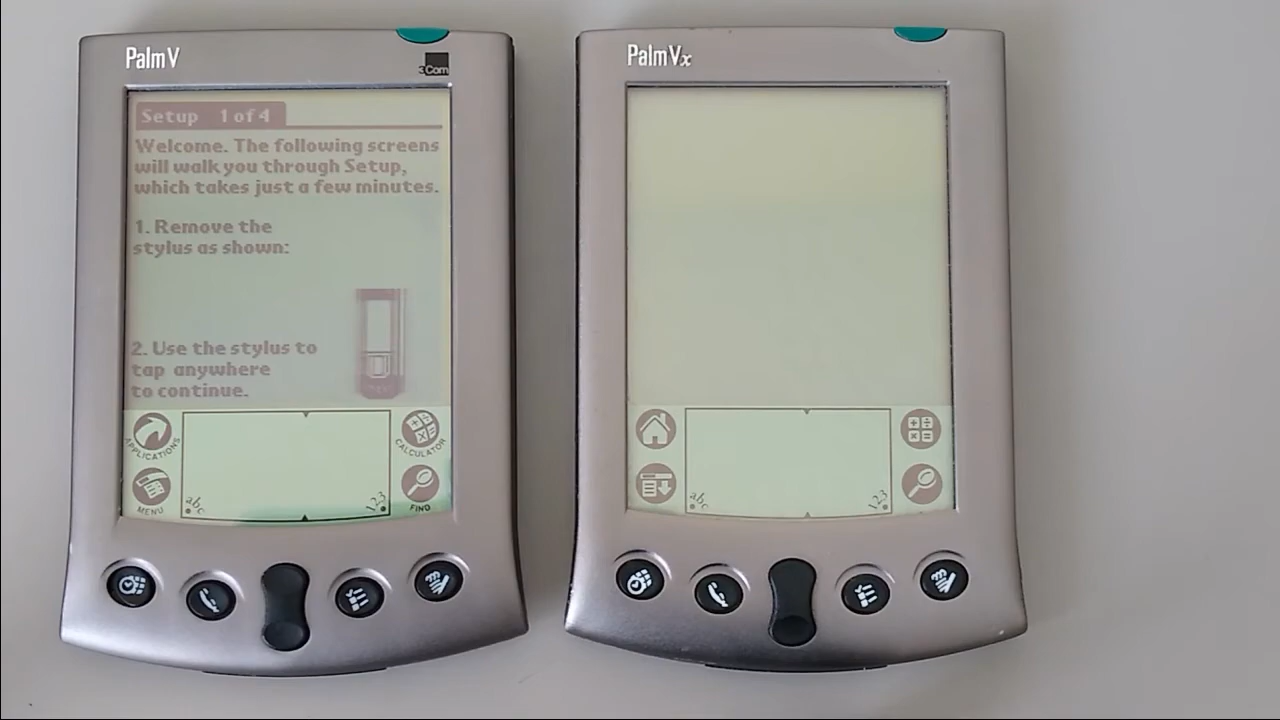 PalmV
3Com
Setup 1 of 4
Welcome. The following screens
will walk you through Setup,
which takes just a few minutes.
1. Remove the
stylus as shown:
2. Use the stylus to
tap anywhere
to continue.
APPLICATIONS
CALCULATOR
MENU
abc
123
FIND
PalmVx
abc
123